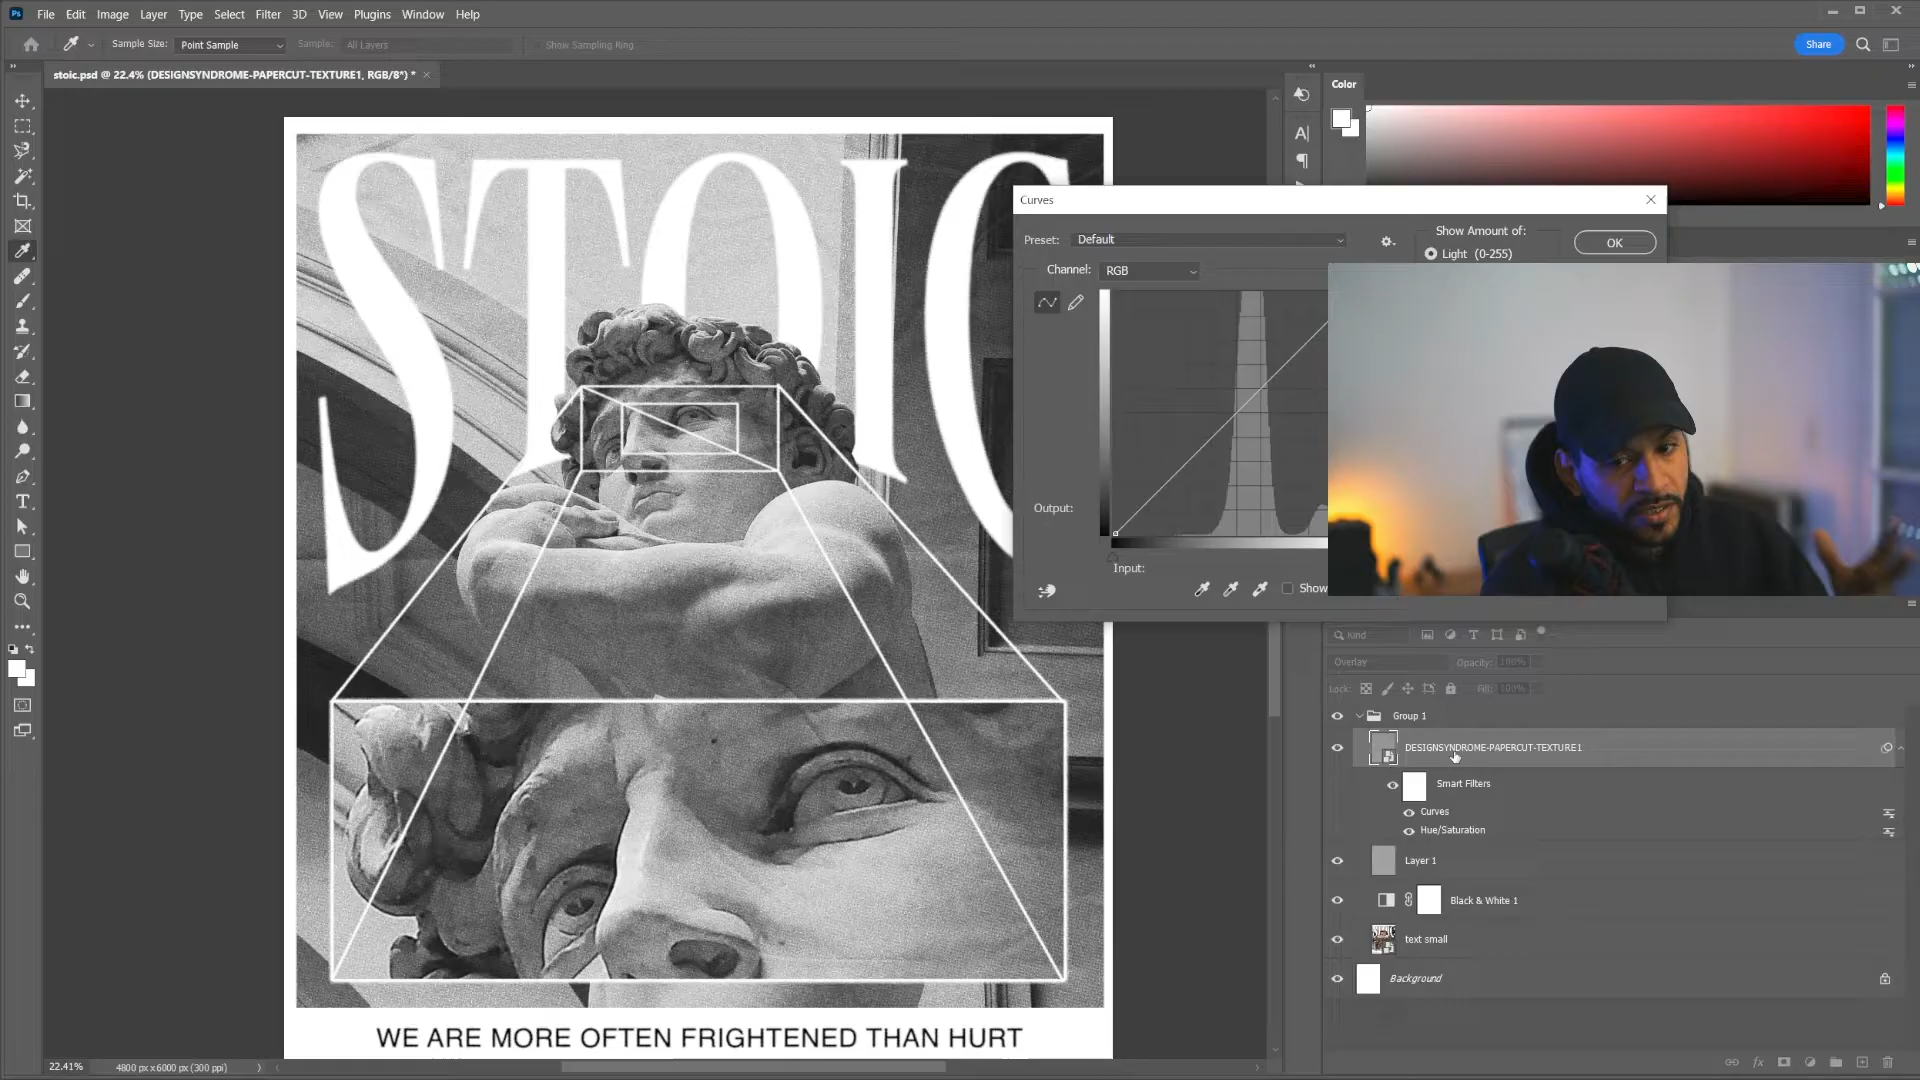 Ps File Edit Image Layer Type Select Filter 3D View Plugins Window Help
Sample Size: Point Sample Sample: All Layers Show Sampling Ring Share
stoic.psd @ 22.4% (DESIGNSYNDROME-PAPERCUT-TEXTURE1, RGB/8*) *
Color
STOIC
Curves
Preset: Default
Show Amount of:
OK
Light (0-255)
Channel: RGB
Output:
Input:
Show
Kind
Overlay Opacity: 100%
Lock: Fill: 100%
Group 1
DESIGNSYNDROME-PAPERCUT-TEXTURE1
Smart Filters
Curves
Hue/Saturation
Layer 1
Black & White 1
text small
Background
WE ARE MORE OFTEN FRIGHTENED THAN HURT
22.41% 4800 px x 6000 px (300 ppi)